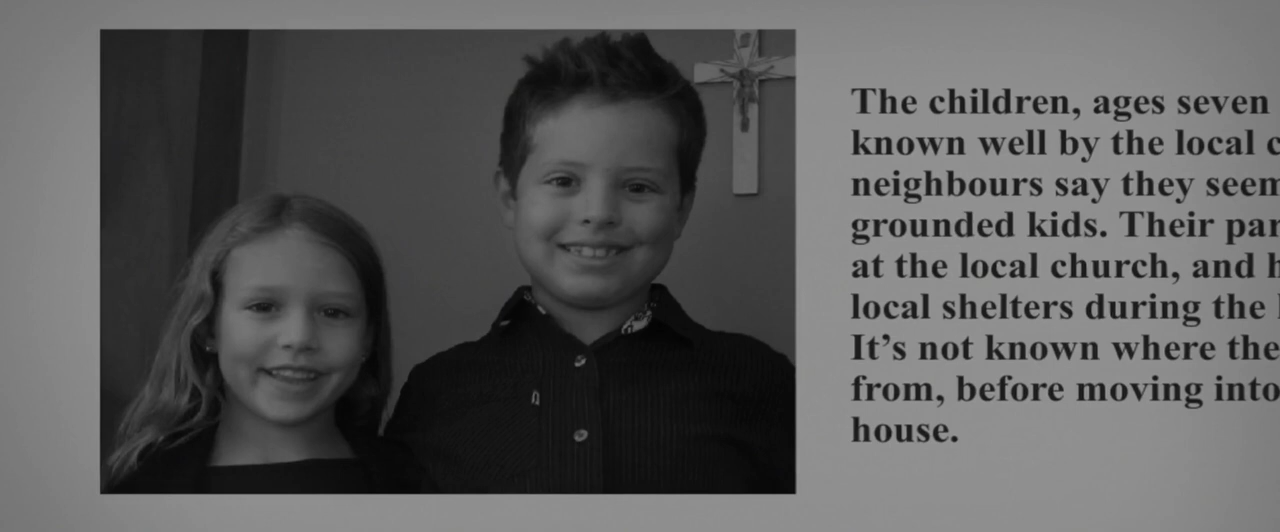 The children, ages seven
known well by the local
neighbours say they
grounded kids. Their
at the local church, and
local shelters during the
It's not known where
from, before moving into
house.